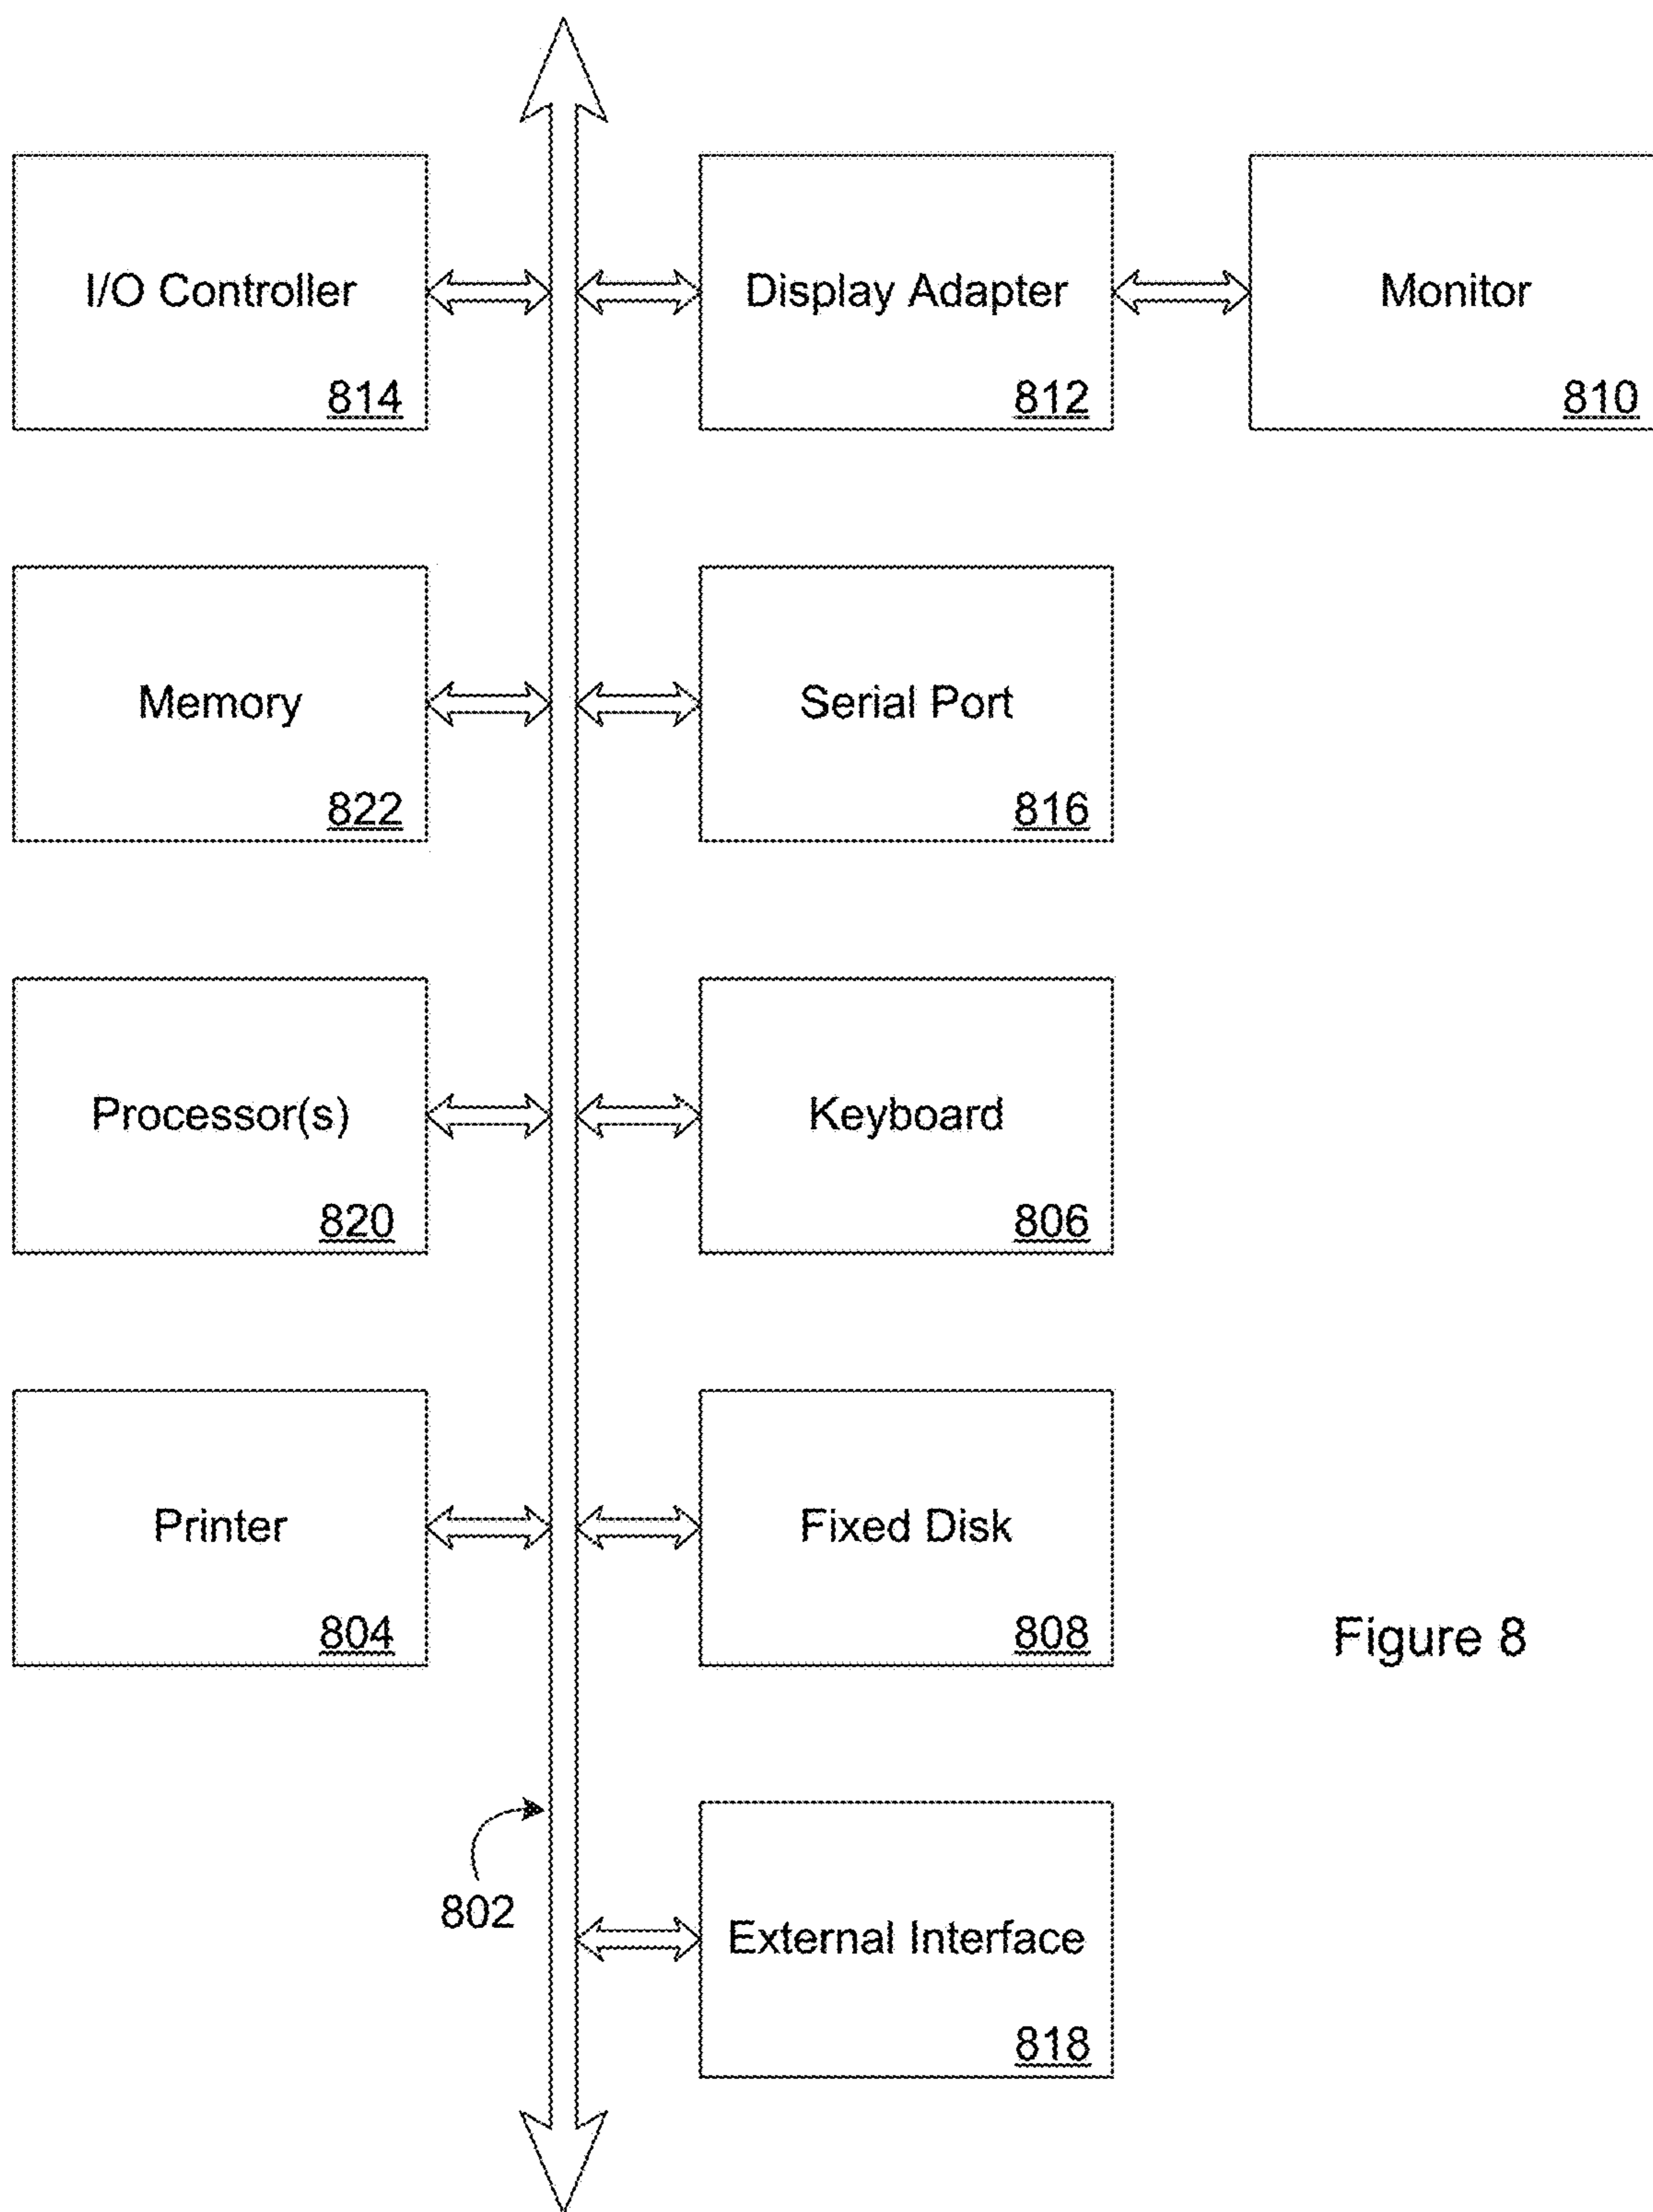 I/O Controller
814
Display Adapter
812
Monitor
810
Memory
822
Serial Port
816
Processor(s)
820
Keyboard
806
Printer
804
Fixed Disk
808
Figure 8
802
External Interface
818